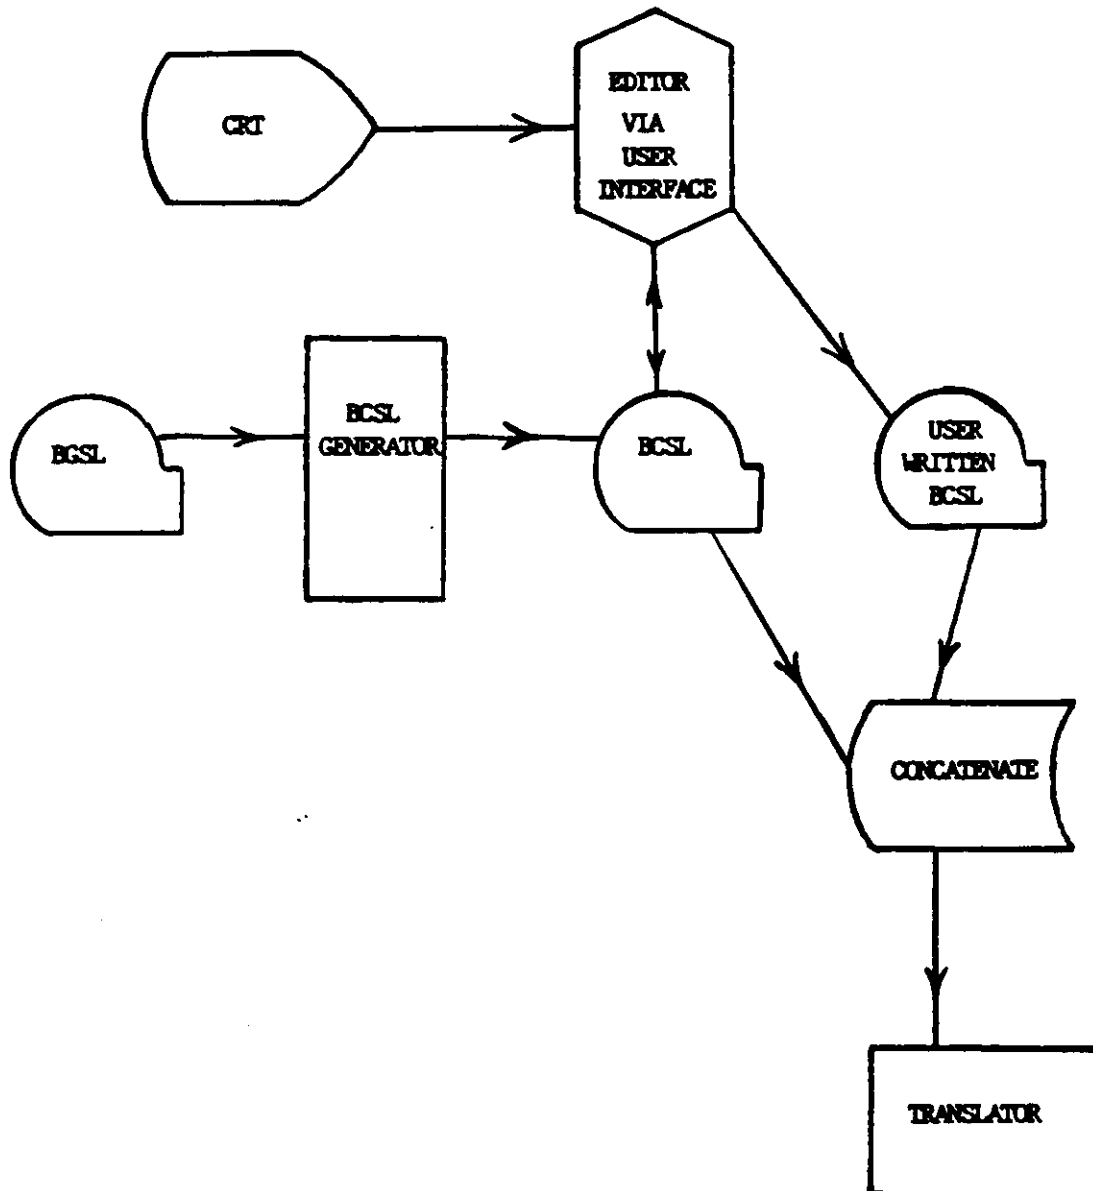 CRT
EDITOR
VIA
USER
INTERFACE
BGSL
BCSL
GENERATOR
BCSL
USER
WRITTEN
BCSL
CONCATENATE
TRANSLATOR